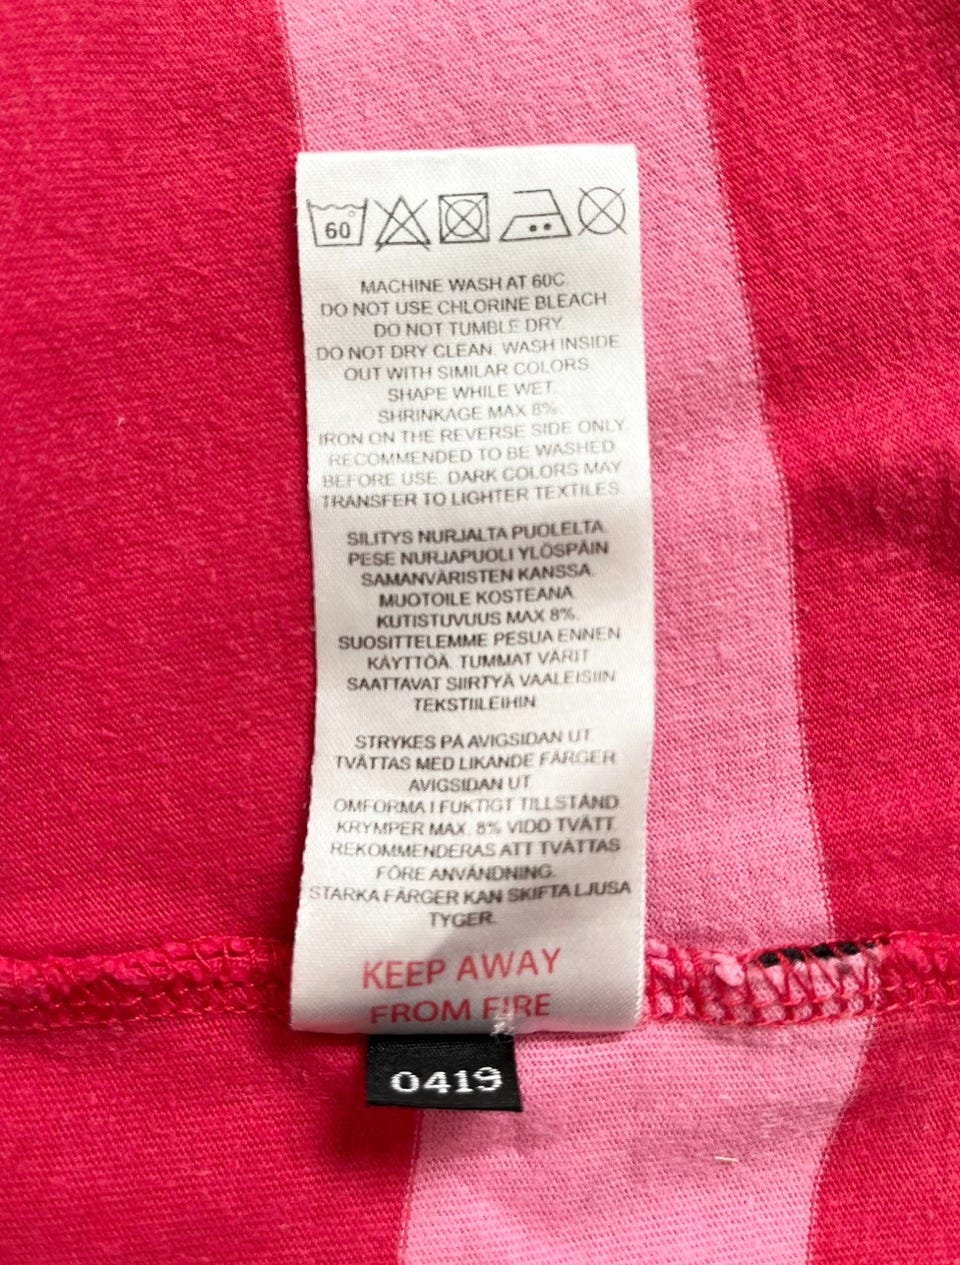 60
MACHINE WASH AT 60C
DO NOT USE CHLORINE BLEACH.
DO NOT TUMBLE DRY.
DO NOT DRY CLEAN. WASH INSIDE
OUT WITH SIMILAR COLORS
SHAPE WHILE WET.
SHRINKAGE MAX 8%.
IRON ON THE REVERSE SIDE ONLY.
RECOMMENDED TO BE WASHED
BEFORE USE. DARK COLORS MAY
TRANSFER TO LIGHTER TEXTILES.
SILITYS NURJALTA PUOLELTA.
PESE NURJAPUOLI YLÖSPÄIN
SAMANVÄRISTEN KANSSA.
MUOTOILE KOSTEANA.
KUTISTUVUUS MAX 8%.
SUOSITTELEMME PESUA ENNEN
KÄYTTÖÄ. TUMMAT VÄRIT
SAATTAVAT SIIRTYÄ VAALEISIIN
TEKSTIILEIHIN
STRYKES PÅ AVIGSIDAN UT
TVÄTTAS MED LIKANDE FÄRGER
AVIGSIDAN UT
OMFORMA I FUKTIGT TILLSTÅND
KRYMPER MAX. 8% VIDD TVÄTT.
REKOMMENDERAS ATT TVÄTTAS
FÖRE ANVÄNDNING.
STARKA FÄRGER KAN SKIFTA LJUSA
TYGER.
KEEP AWAY
FROM FIRE
0419